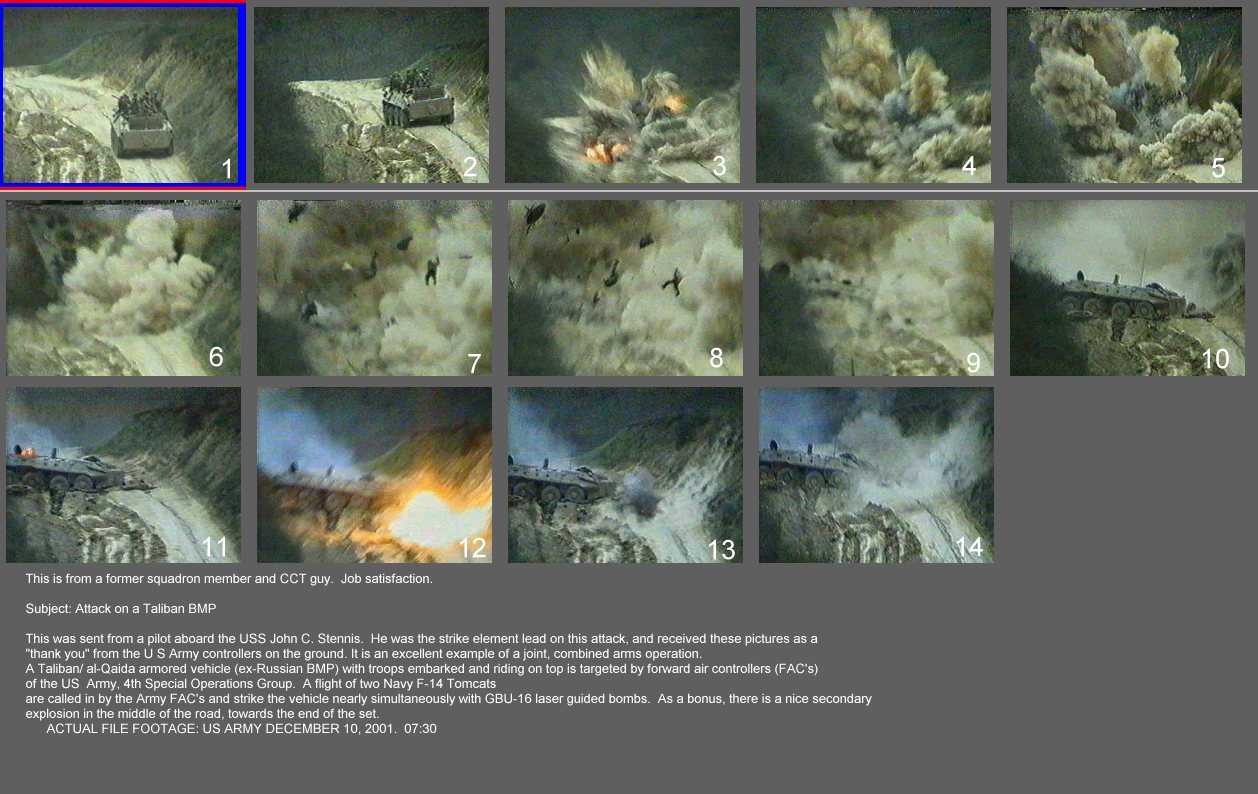 1
2
3
4
5
6
7
8
9
10
11
12
13
14
This is from a former squadron member and CCT guy.  Job satisfaction.
Subject: Attack on a Taliban BMP
This was sent from a pilot aboard the USS John C. Stennis.  He was the strike element lead on this attack, and received these pictures as a
"thank you" from the U S Army controllers on the ground. It is an excellent example of a joint, combined arms operation.
A Taliban/ al-Qaida armored vehicle (ex-Russian BMP) with troops embarked and riding on top is targeted by forward air controllers (FAC's)
of the US  Army, 4th Special Operations Group.  A flight of two Navy F-14 Tomcats
are called in by the Army FAC's and strike the vehicle nearly simultaneously with GBU-16 laser guided bombs.  As a bonus, there is a nice secondary
explosion in the middle of the road, towards the end of the set.
ACTUAL FILE FOOTAGE: US ARMY DECEMBER 10, 2001.  07:30